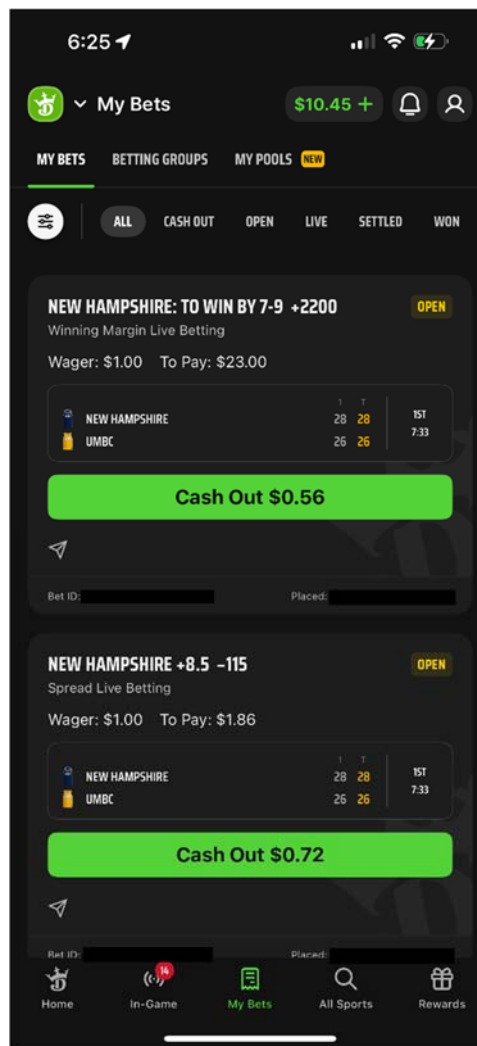 6:25
My Bets
$10.45 +
MY BETS BETTING GROUPS MY POOLS NEW
ALL CASH OUT OPEN LIVE SETTLED WON
NEW HAMPSHIRE: TO WIN BY 7-9 +2200 OPEN
Winning Margin Live Betting
Wager: $1.00 To Pay: $23.00
1 T
NEW HAMPSHIRE 28 28 1ST
UMBC 26 26 7:33
Cash Out $0.56
Bet ID: Placed:
NEW HAMPSHIRE +8.5 −115 OPEN
Spread Live Betting
Wager: $1.00 To Pay: $1.86
1 T
NEW HAMPSHIRE 28 28 1ST
UMBC 26 26 7:33
Cash Out $0.72
Bet ID: Placed:
14
Home In-Game My Bets All Sports Rewards